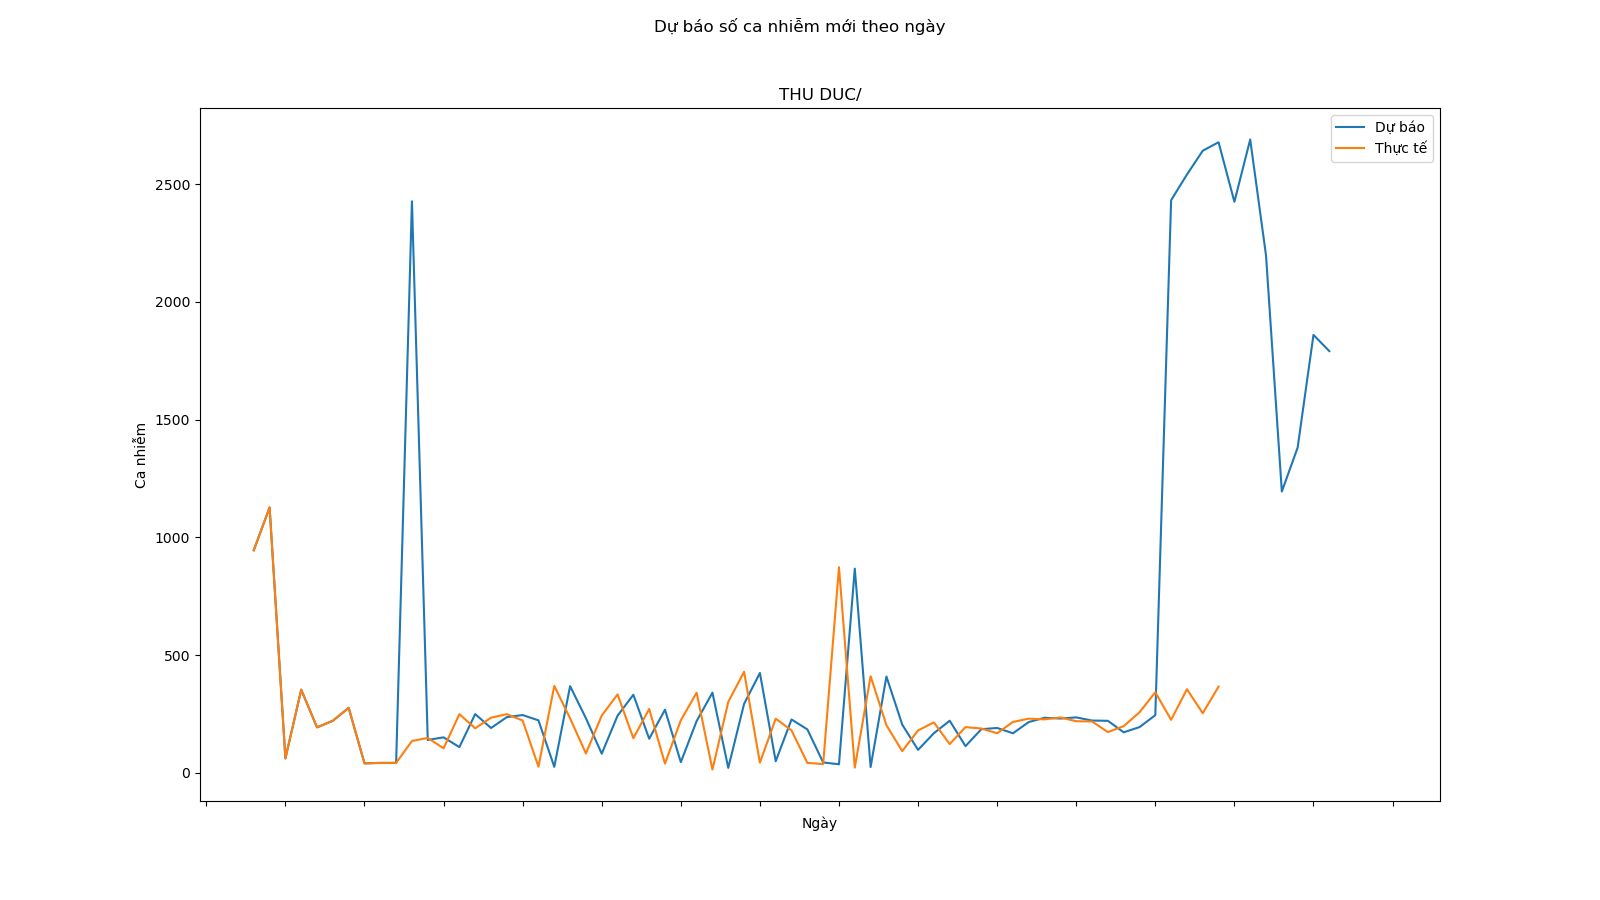 Dự báo số ca nhiễm mới theo ngày
THU DUC/
Dự báo
Thực tế
2500
2000
1500
1000
500
0
Ca nhiễm
Ngày